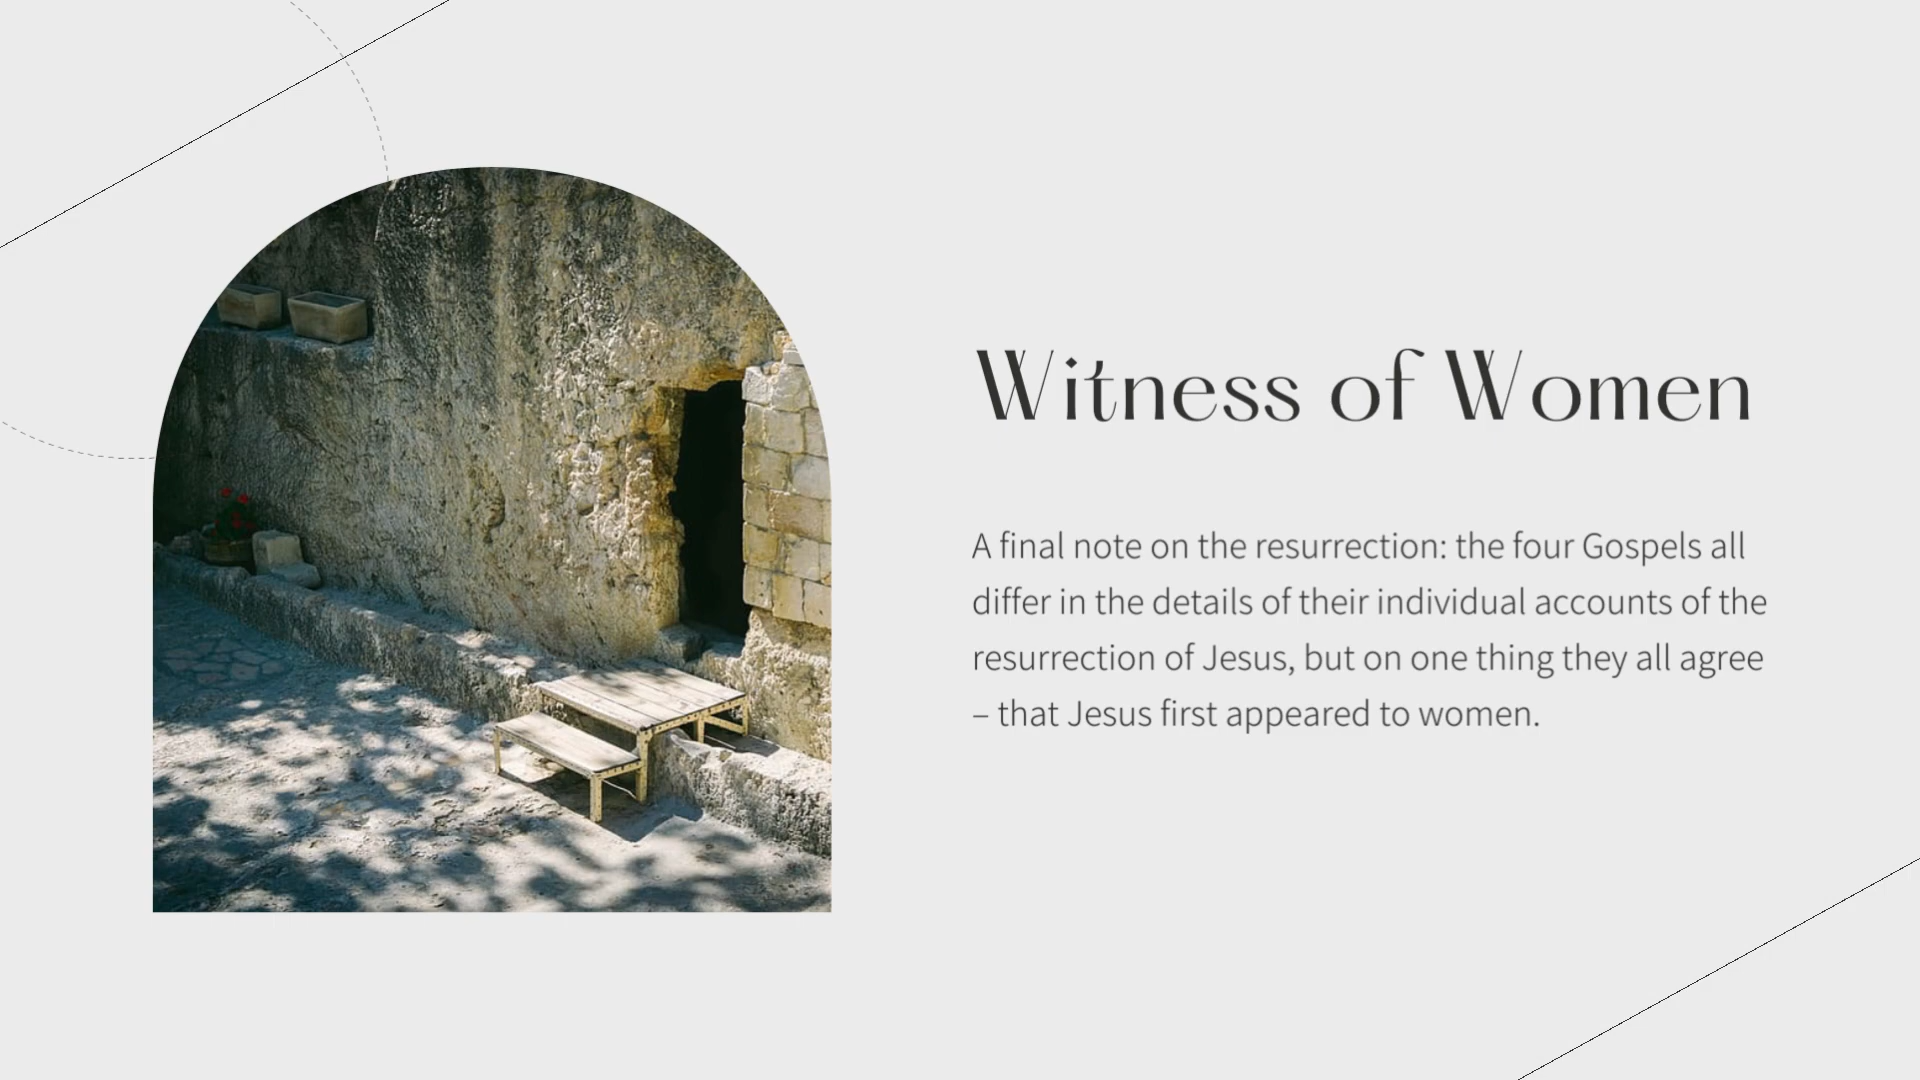 Witness of Women
A final note on the resurrection: the four Gospels all
differ in the details of their individual accounts of the
resurrection of Jesus, but on one thing they all agree
– that Jesus first appeared to women.